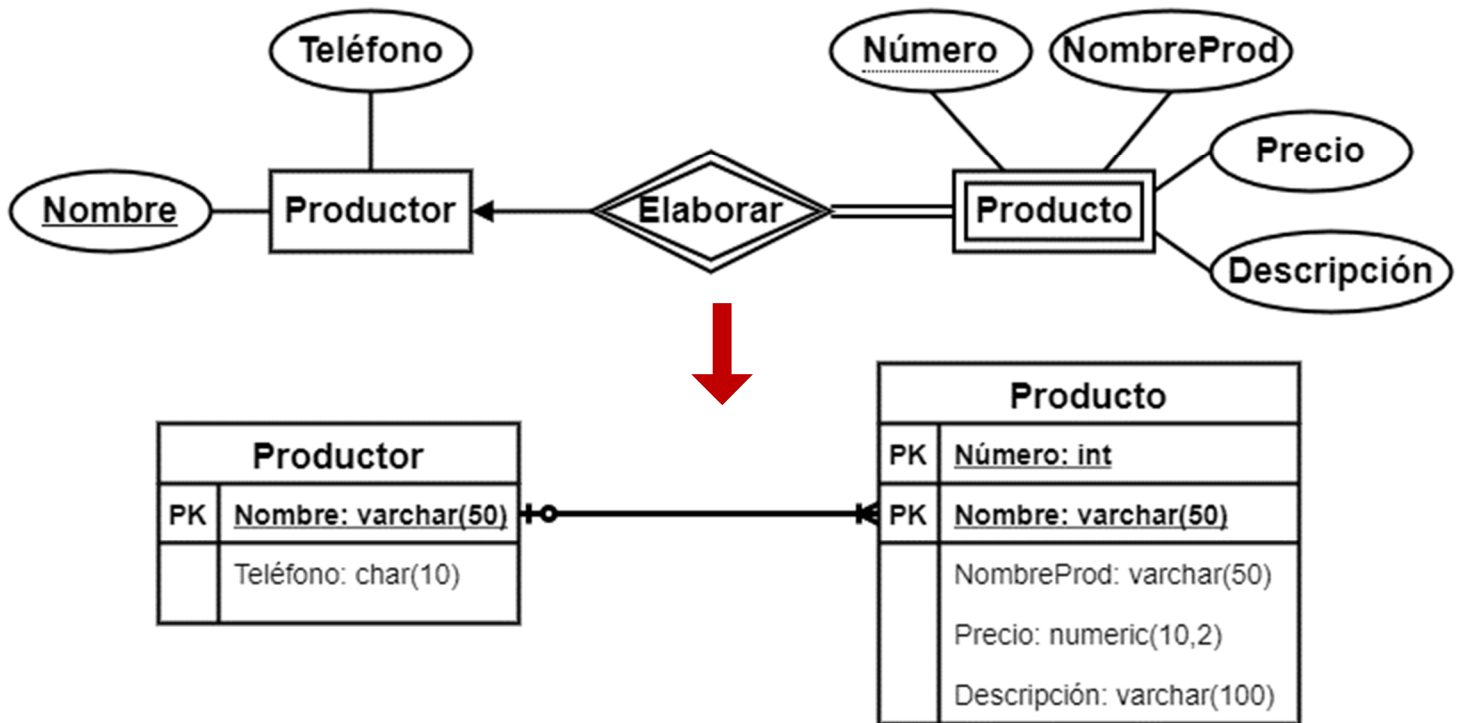 Teléfono
Número
NombreProd
Precio
Nombre
Productor
Elaborar
Producto
Descripción
Productor
PK
Nombre: varchar(50)
Teléfono: char(10)
Producto
PK
Número: int
PK
Nombre: varchar(50)
NombreProd: varchar(50)
Precio: numeric(10,2)
Descripción: varchar(100)